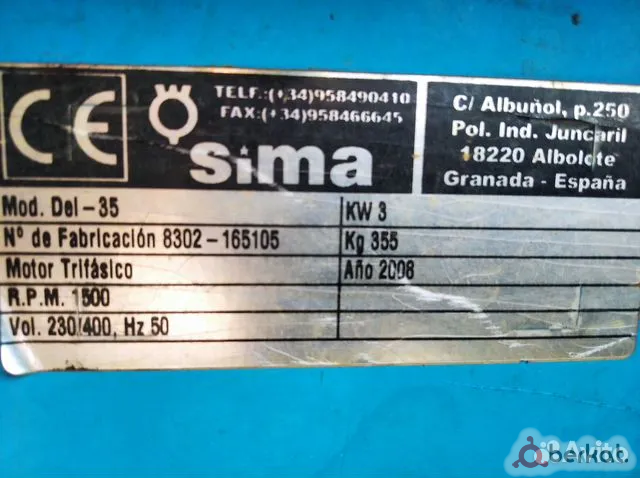 CE
TELF.:(+34)958490410
FAX:(+34)958466645
sima
C/ Albuñol, p.250
Pol. Ind. Juncaril
18220 Albolote
Granada - España
Mod. Del-35
KW 3
Nº de Fabricación 8302-165105
Kg 355
Motor Trifásico
Año 2008
R.P.M. 1500
Vol. 230/400, Hz 50
Avito
berkat.